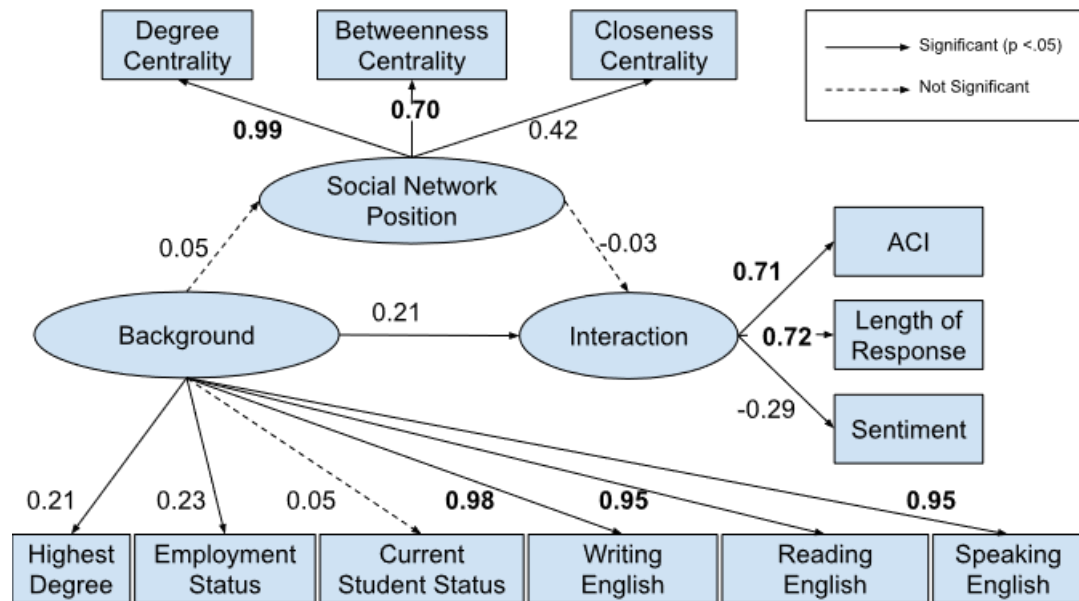 Degree
Centrality
Betweenness
Centrality
Closeness
Centrality
Significant (p <.05)
Not Significant
0.99
0.70
0.42
Social Network
Position
0.05
-0.03
ACI
0.71
Background
0.21
Interaction
0.72
Length of
Response
-0.29
Sentiment
0.21
0.23
0.05
0.98
0.95
0.95
Highest
Degree
Employment
Status
Current
Student Status
Writing
English
Reading
English
Speaking
English